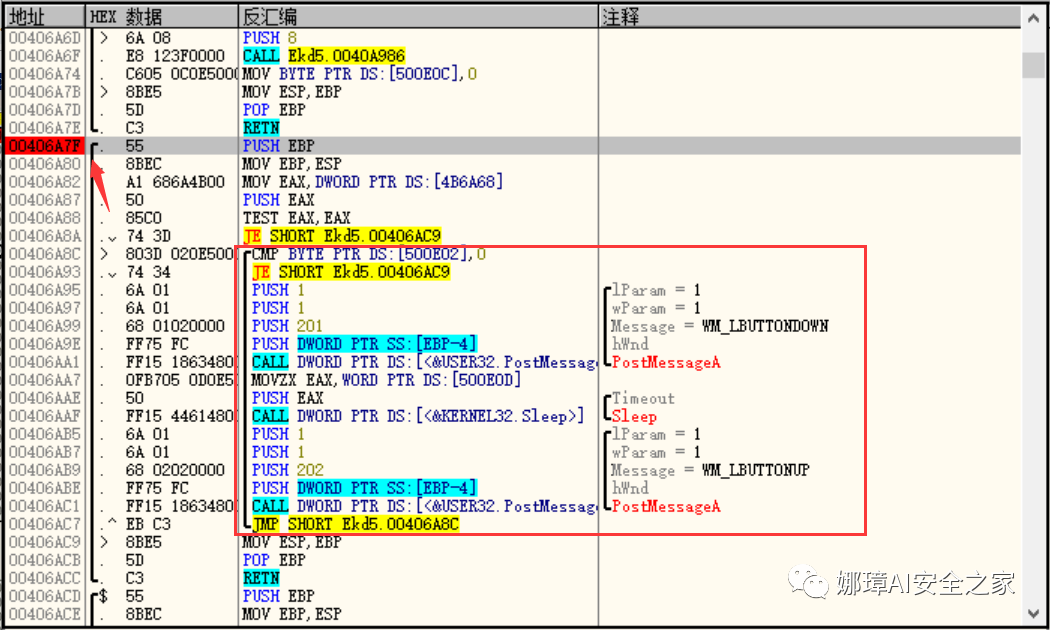 地址 HEX 数据 反汇编 注释
00406A6D > 6A 08 PUSH 8
00406A6F . E8 123F0000 CALL Ekd5.0040A986
00406A74 . C605 0C0E500 MOV BYTE PTR DS:[500E0C],0
00406A7B > 8BE5 MOV ESP,EBP
00406A7D . 5D POP EBP
00406A7E . C3 RETN
00406A7F . 55 PUSH EBP
00406A80 . 8BEC MOV EBP,ESP
00406A82 . A1 686A4B00 MOV EAX,DWORD PTR DS:[4B6A68]
00406A87 . 50 PUSH EAX
00406A88 . 85C0 TEST EAX,EAX
00406A8A . 74 3D JE SHORT Ekd5.00406AC9
00406A8C > 803D 020E500 CMP BYTE PTR DS:[500E02],0
00406A93 . 74 34 JE SHORT Ekd5.00406AC9
00406A95 . 6A 01 PUSH 1 lParam = 1
00406A97 . 6A 01 PUSH 1 wParam = 1
00406A99 . 68 01020000 PUSH 201 Message = WM_LBUTTONDOWN
00406A9E . FF75 FC PUSH DWORD PTR SS:[EBP-4] hWnd
00406AA1 . FF15 1863480 CALL DWORD PTR DS:[<&USER32.PostMessage PostMessageA
00406AA7 . 0FB705 0D0E5 MOVZX EAX,WORD PTR DS:[500E0D]
00406AAE . 50 PUSH EAX Timeout
00406AAF . FF15 4461480 CALL DWORD PTR DS:[<&KERNEL32.Sleep>] Sleep
00406AB5 . 6A 01 PUSH 1 lParam = 1
00406AB7 . 6A 01 PUSH 1 wParam = 1
00406AB9 . 68 02020000 PUSH 202 Message = WM_LBUTTONUP
00406ABE . FF75 FC PUSH DWORD PTR SS:[EBP-4] hWnd
00406AC1 . FF15 1863480 CALL DWORD PTR DS:[<&USER32.PostMessage PostMessageA
00406AC7 .^ EB C3 JMP SHORT Ekd5.00406A8C
00406AC9 > 8BE5 MOV ESP,EBP
00406ACB . 5D POP EBP
00406ACC . C3 RETN
00406ACD $ 55 PUSH EBP
00406ACE . 8BEC MOV EBP,ESP
娜璋AI安全之家